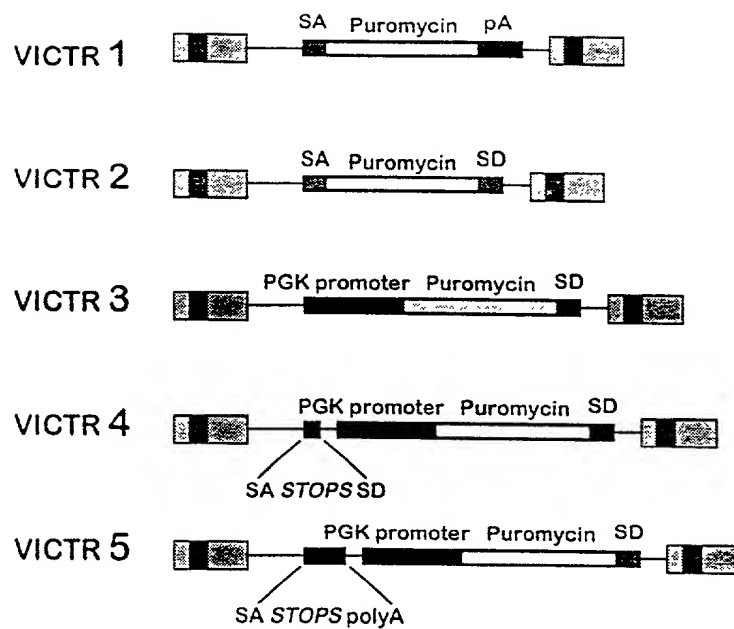 SA Puromycin pA
VICTR 1
SA Puromycin SD
VICTR 2
PGK promoter Puromycin SD
VICTR 3
PGK promoter Puromycin SD
VICTR 4
SA STOPS SD
PGK promoter Puromycin SD
VICTR 5
SA STOPS polyA